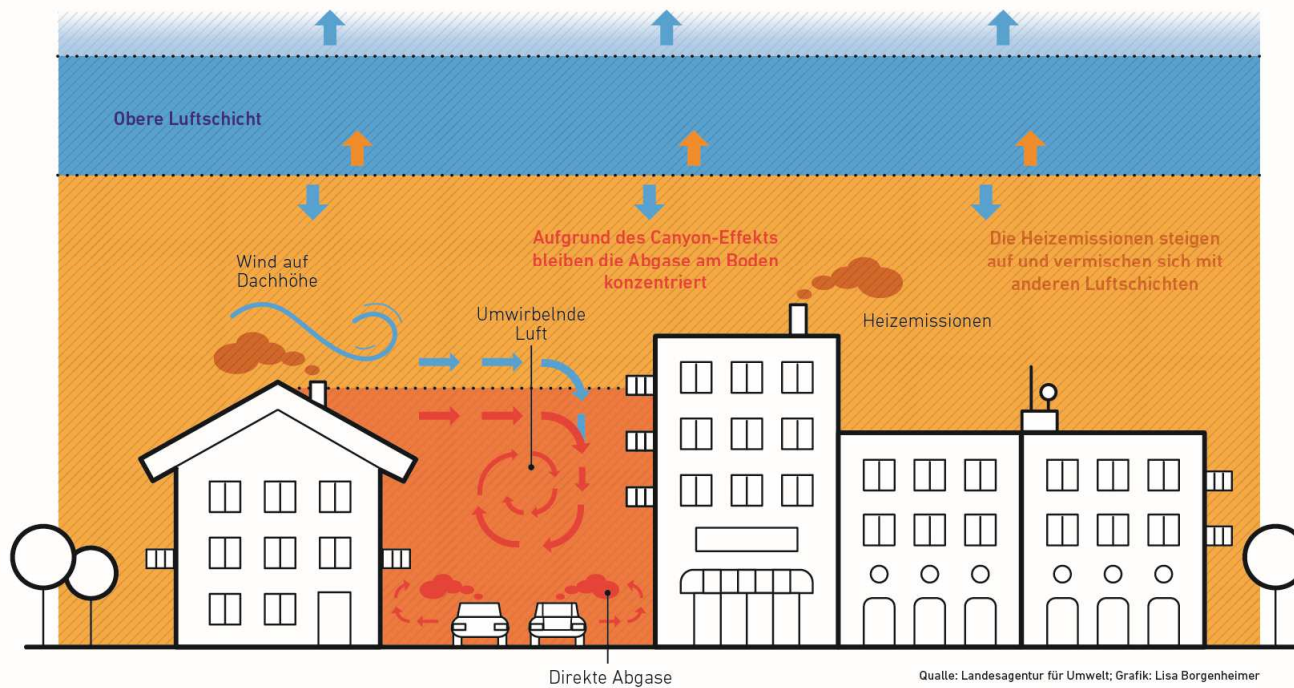 Obere Luftschicht
Wind auf
Dachhöhe
Aufgrund des Canyon-Effekts
bleiben die Abgase am Boden
konzentriert
Die Heizemissionen steigen
auf und vermischen sich mit
anderen Luftschichten
Umwirbelnde
Luft
Heizemissionen
Direkte Abgase
Qualle: Landesagentur für Umwelt; Grafik: Lisa Borgenheimer